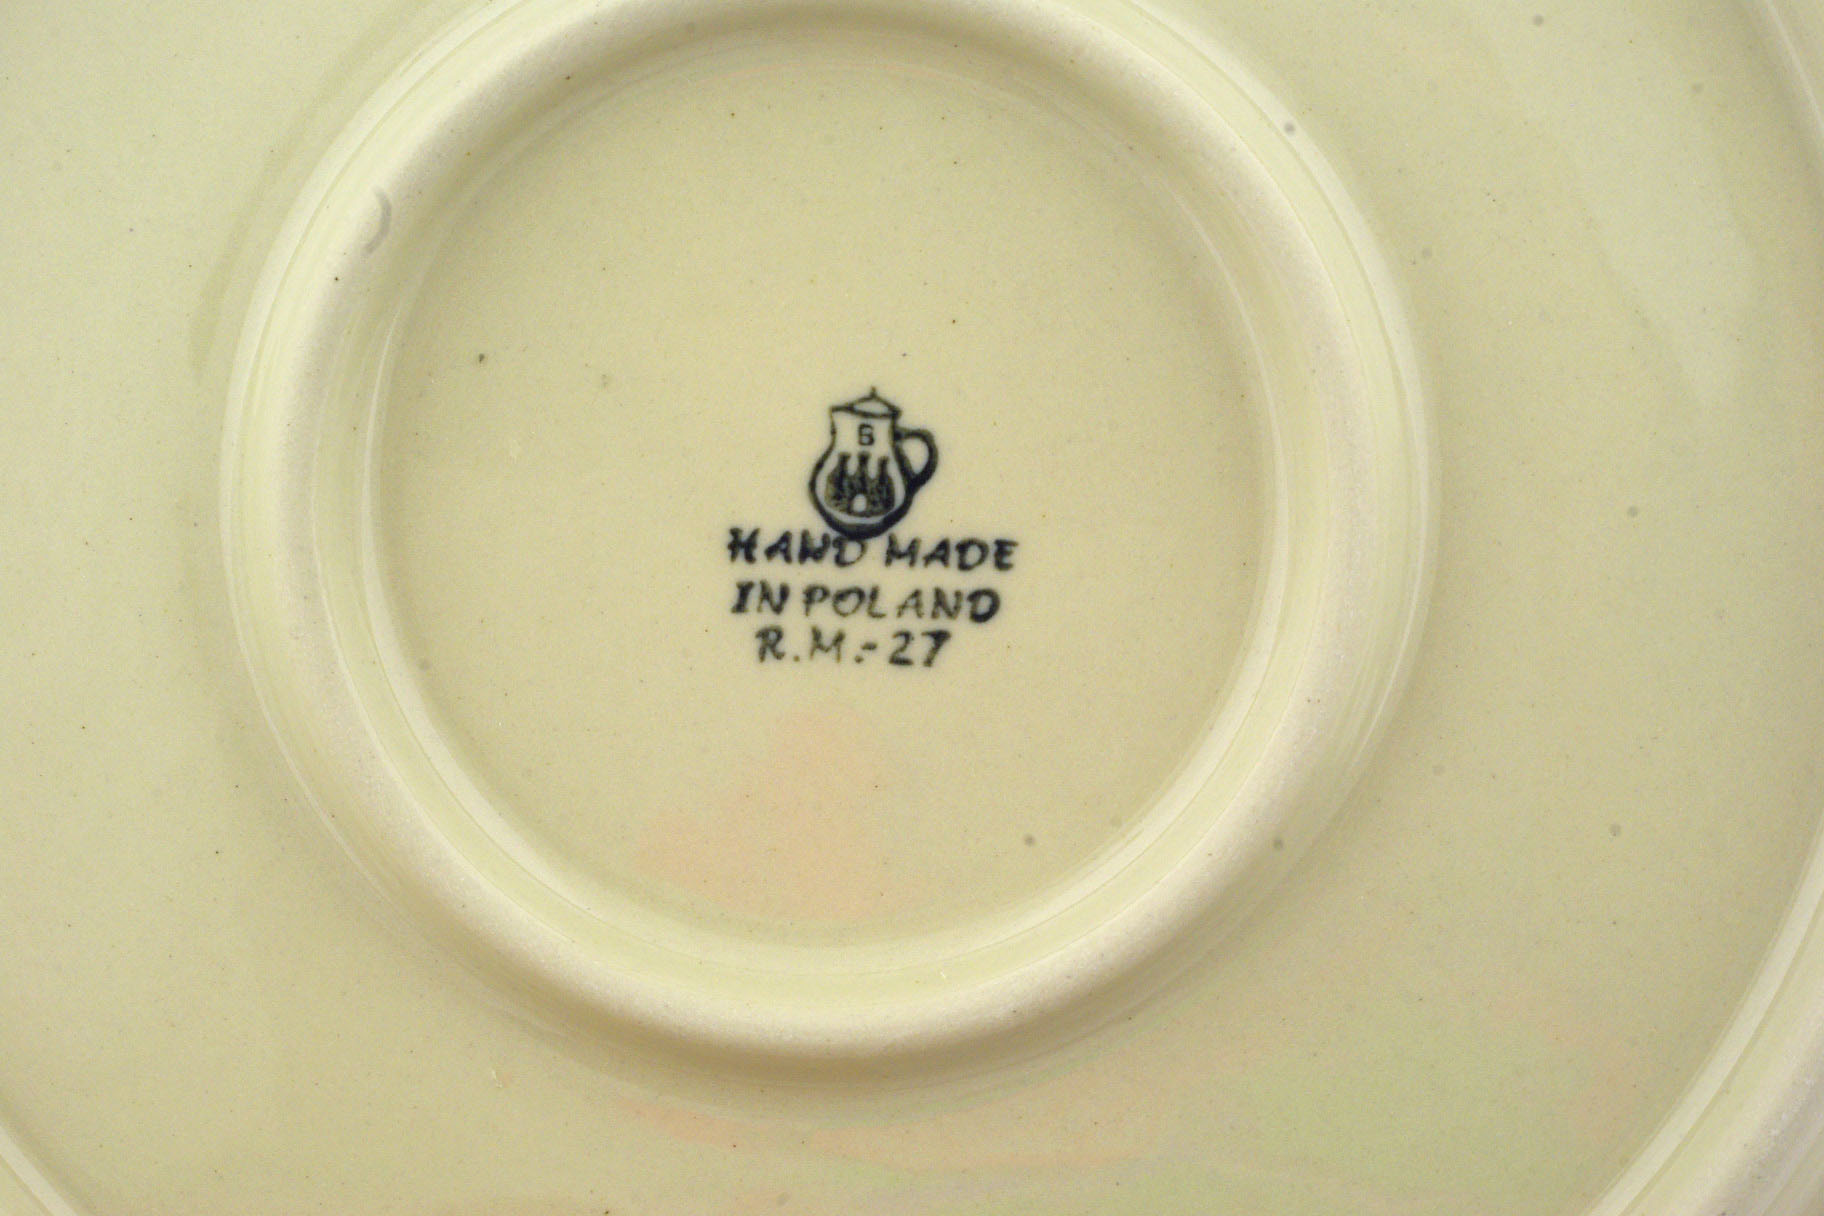 B
HAND MADE
IN POLAND
R.M.-27